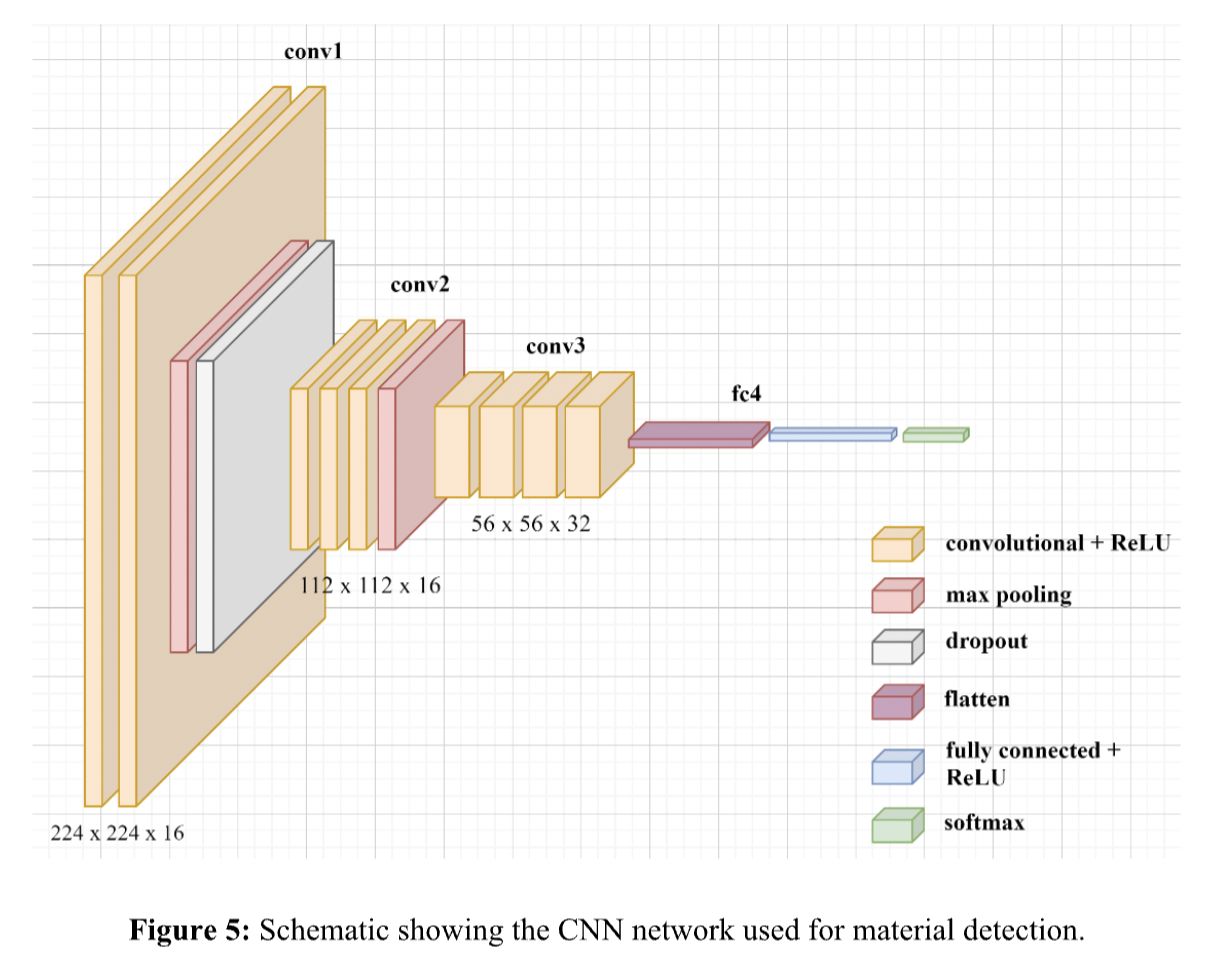 conv1
conv2
conv3
fc4
56 x 56 x 32
112 x 112 x 16
224 x 224 x 16
convolutional + ReLU
max pooling
dropout
flatten
fully connected +
ReLU
softmax
Figure 5: Schematic showing the CNN network used for material detection.